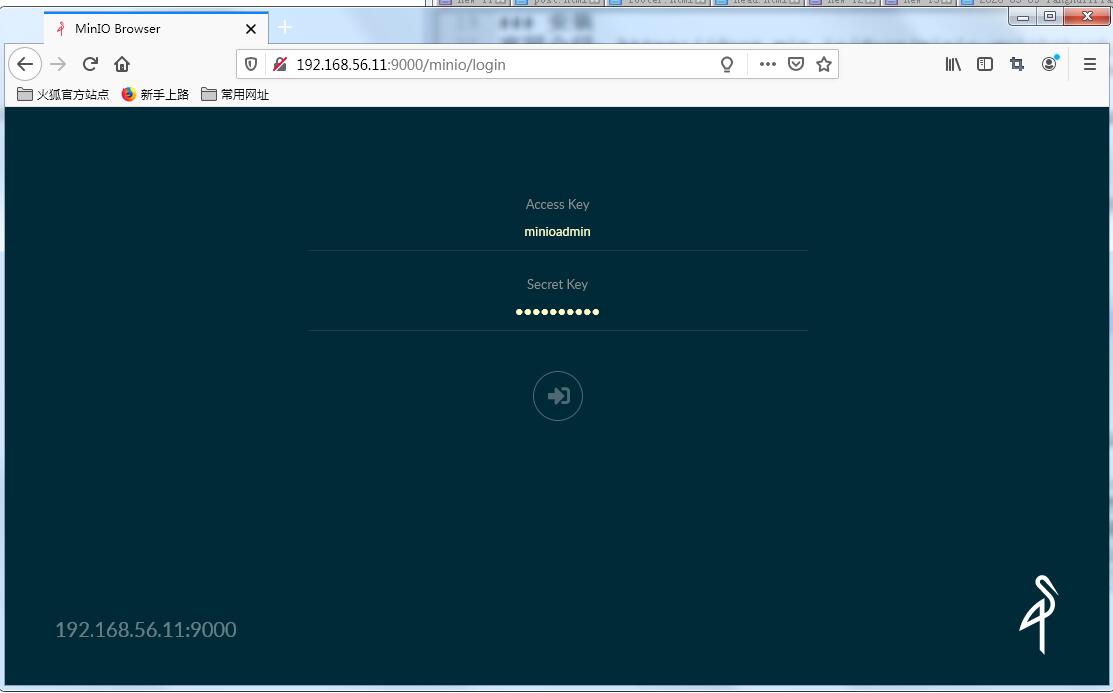 MinIO Browser
192.168.56.11:9000/minio/login
火狐官方站点 新手上路 常用网址
Access Key
minioadmin
Secret Key
192.168.56.11:9000